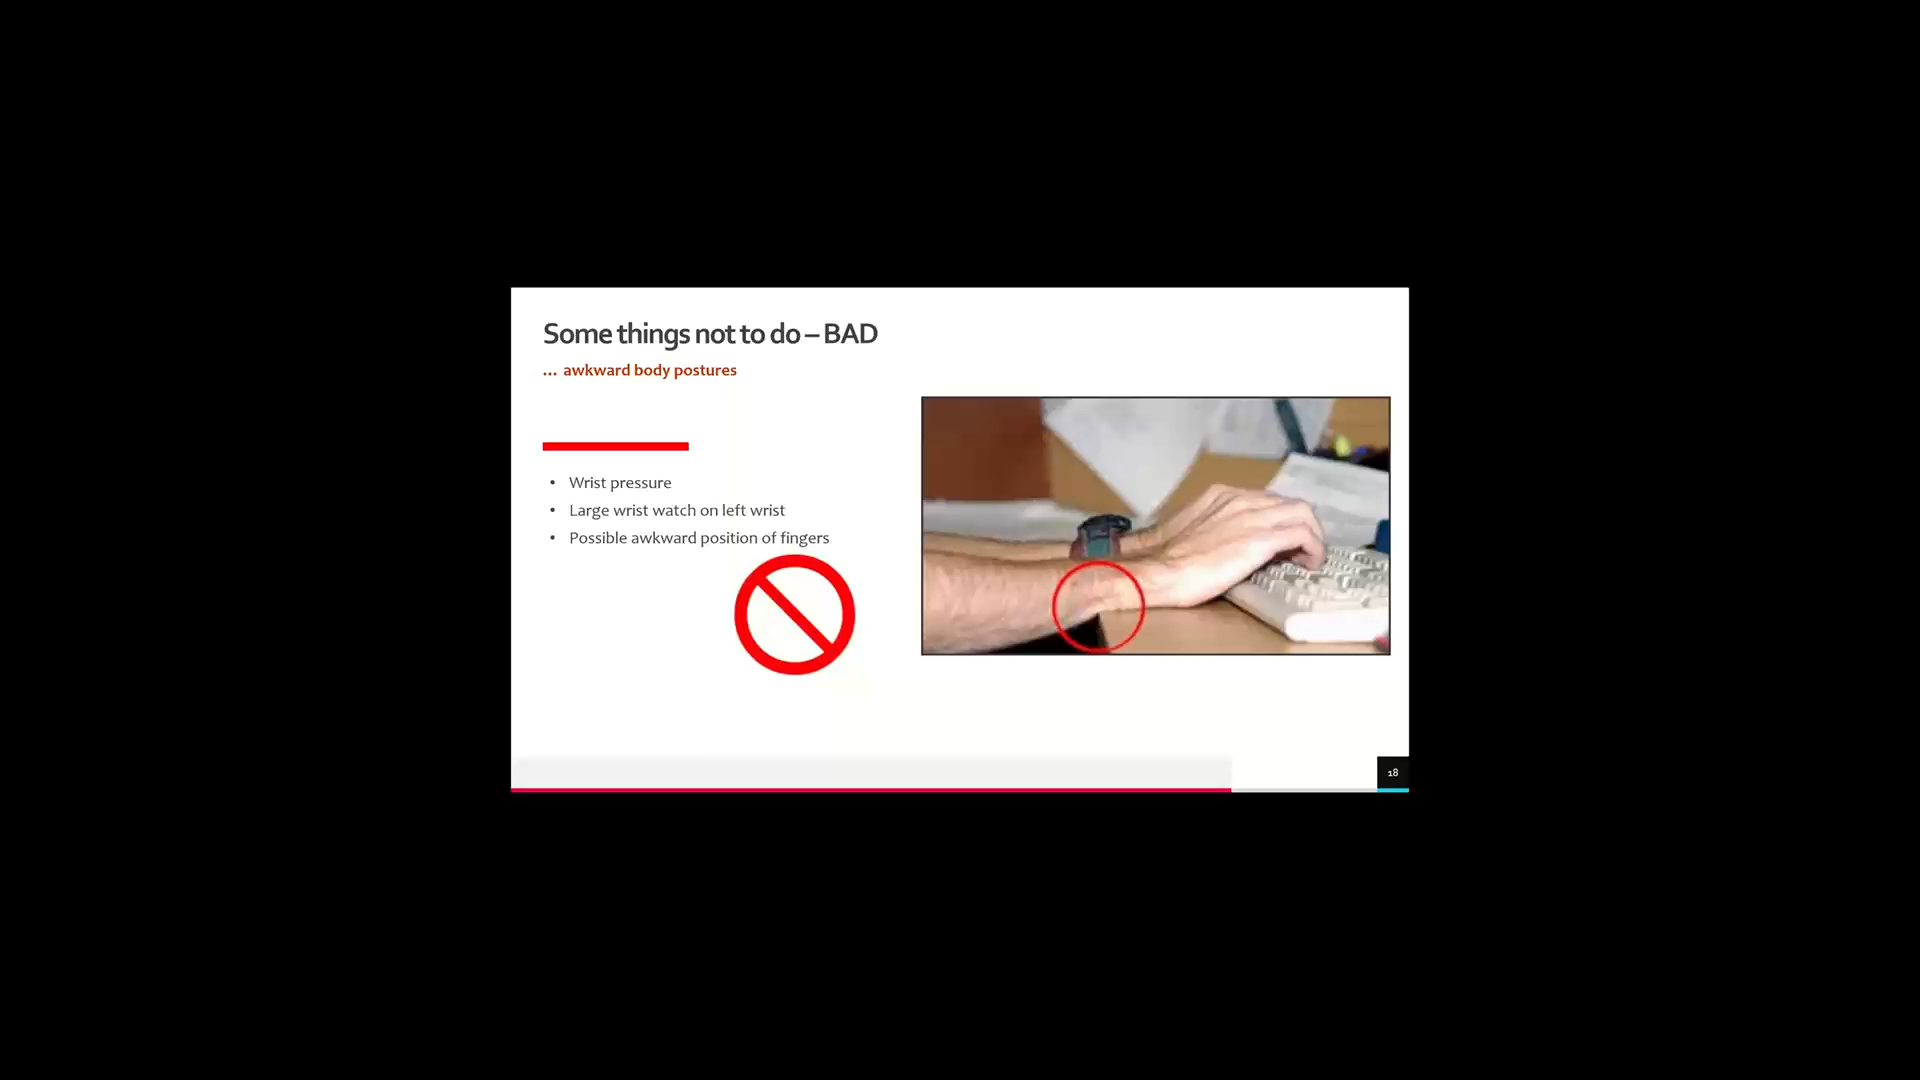 Some things not to do – BAD
... awkward body postures
• Wrist pressure
• Large wrist watch on left wrist
• Possible awkward position of fingers
18